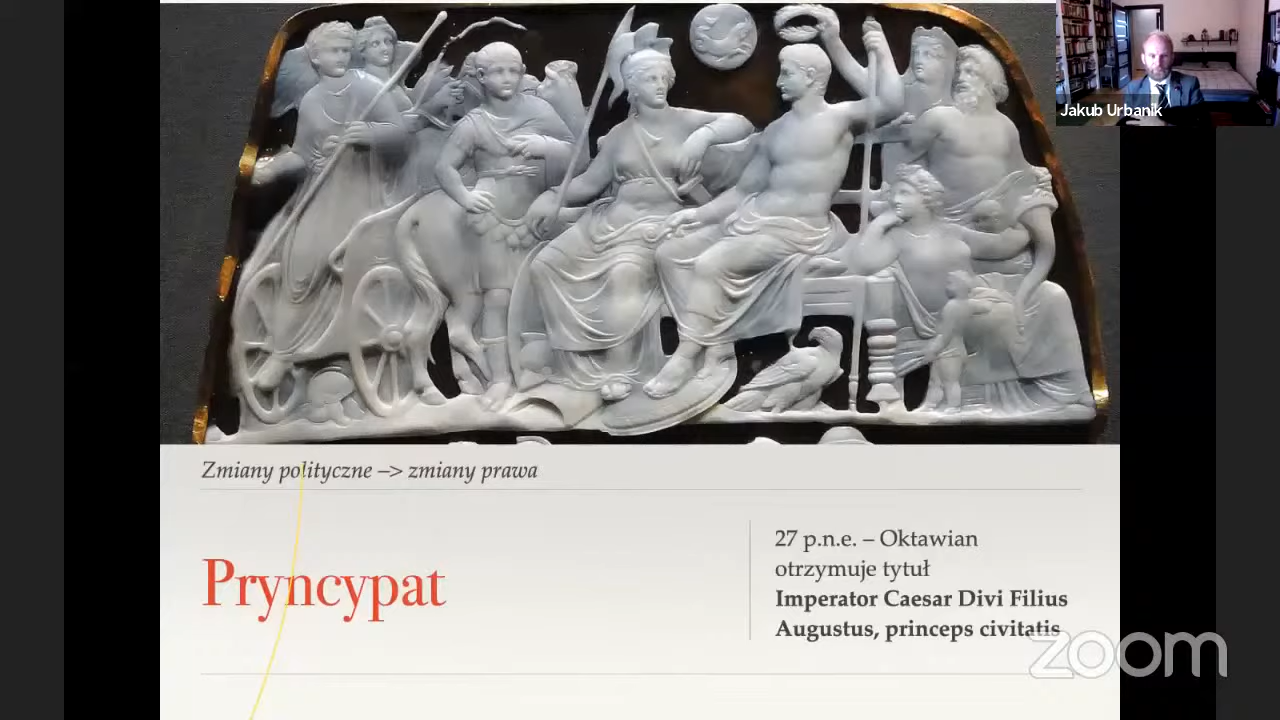 Jakub Urbanik
Zmiany polityczne –> zmiany prawa
Pryncypat
27 p.n.e. – Oktawian
otrzymuje tytuł
Imperator Caesar Divi Filius
Augustus, princeps civitatis
zoom